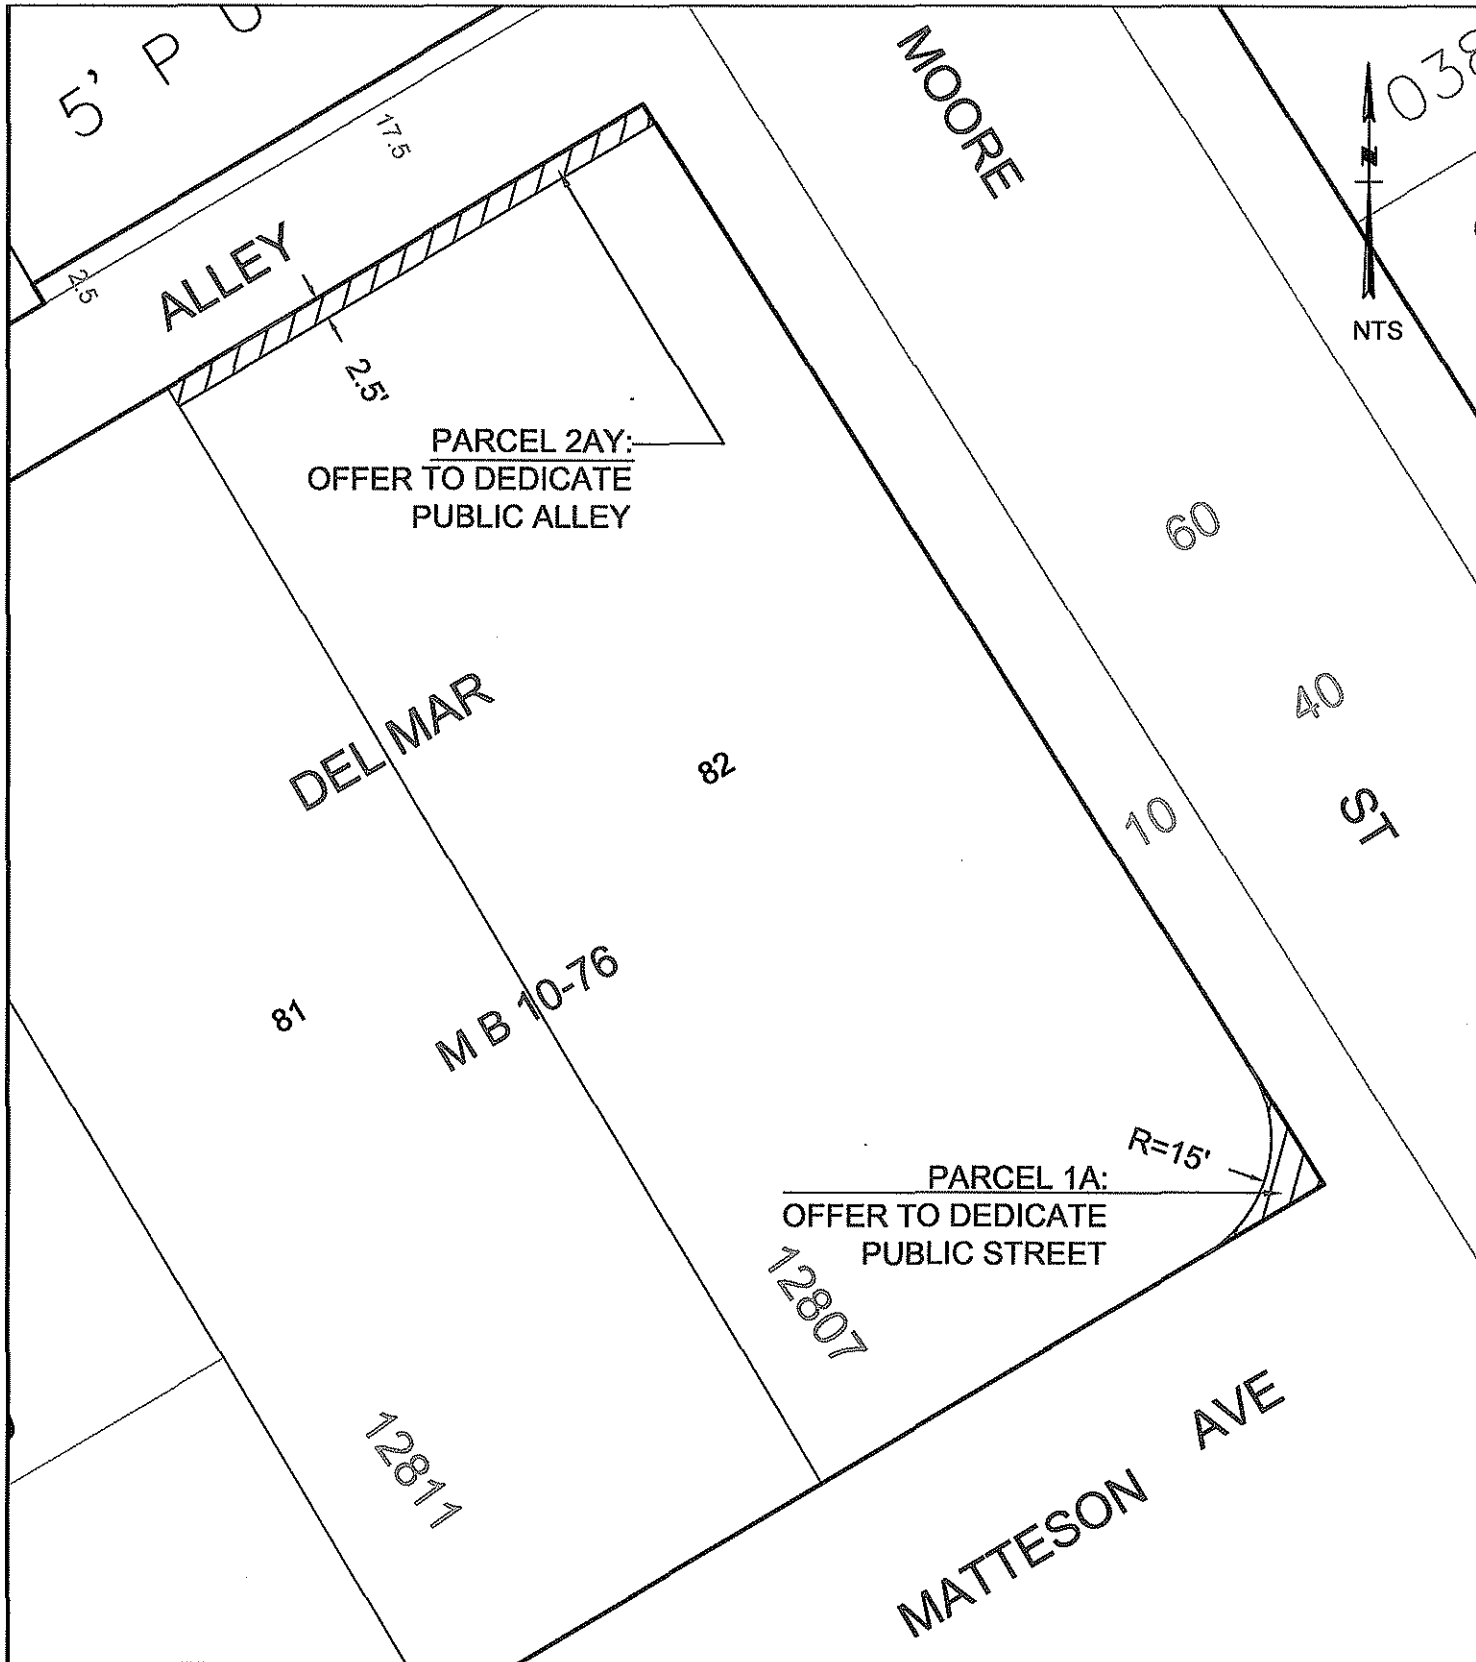 5' P U
038
MOORE
17.5
N
NTS
ALLEY
2.5
2.5'
PARCEL 2AY:
OFFER TO DEDICATE
PUBLIC ALLEY
60
40
ST
10
DEL MAR
82
M B 10-76
81
R=15'
PARCEL 1A:
OFFER TO DEDICATE
PUBLIC STREET
12807
12811
MATTESON AVE